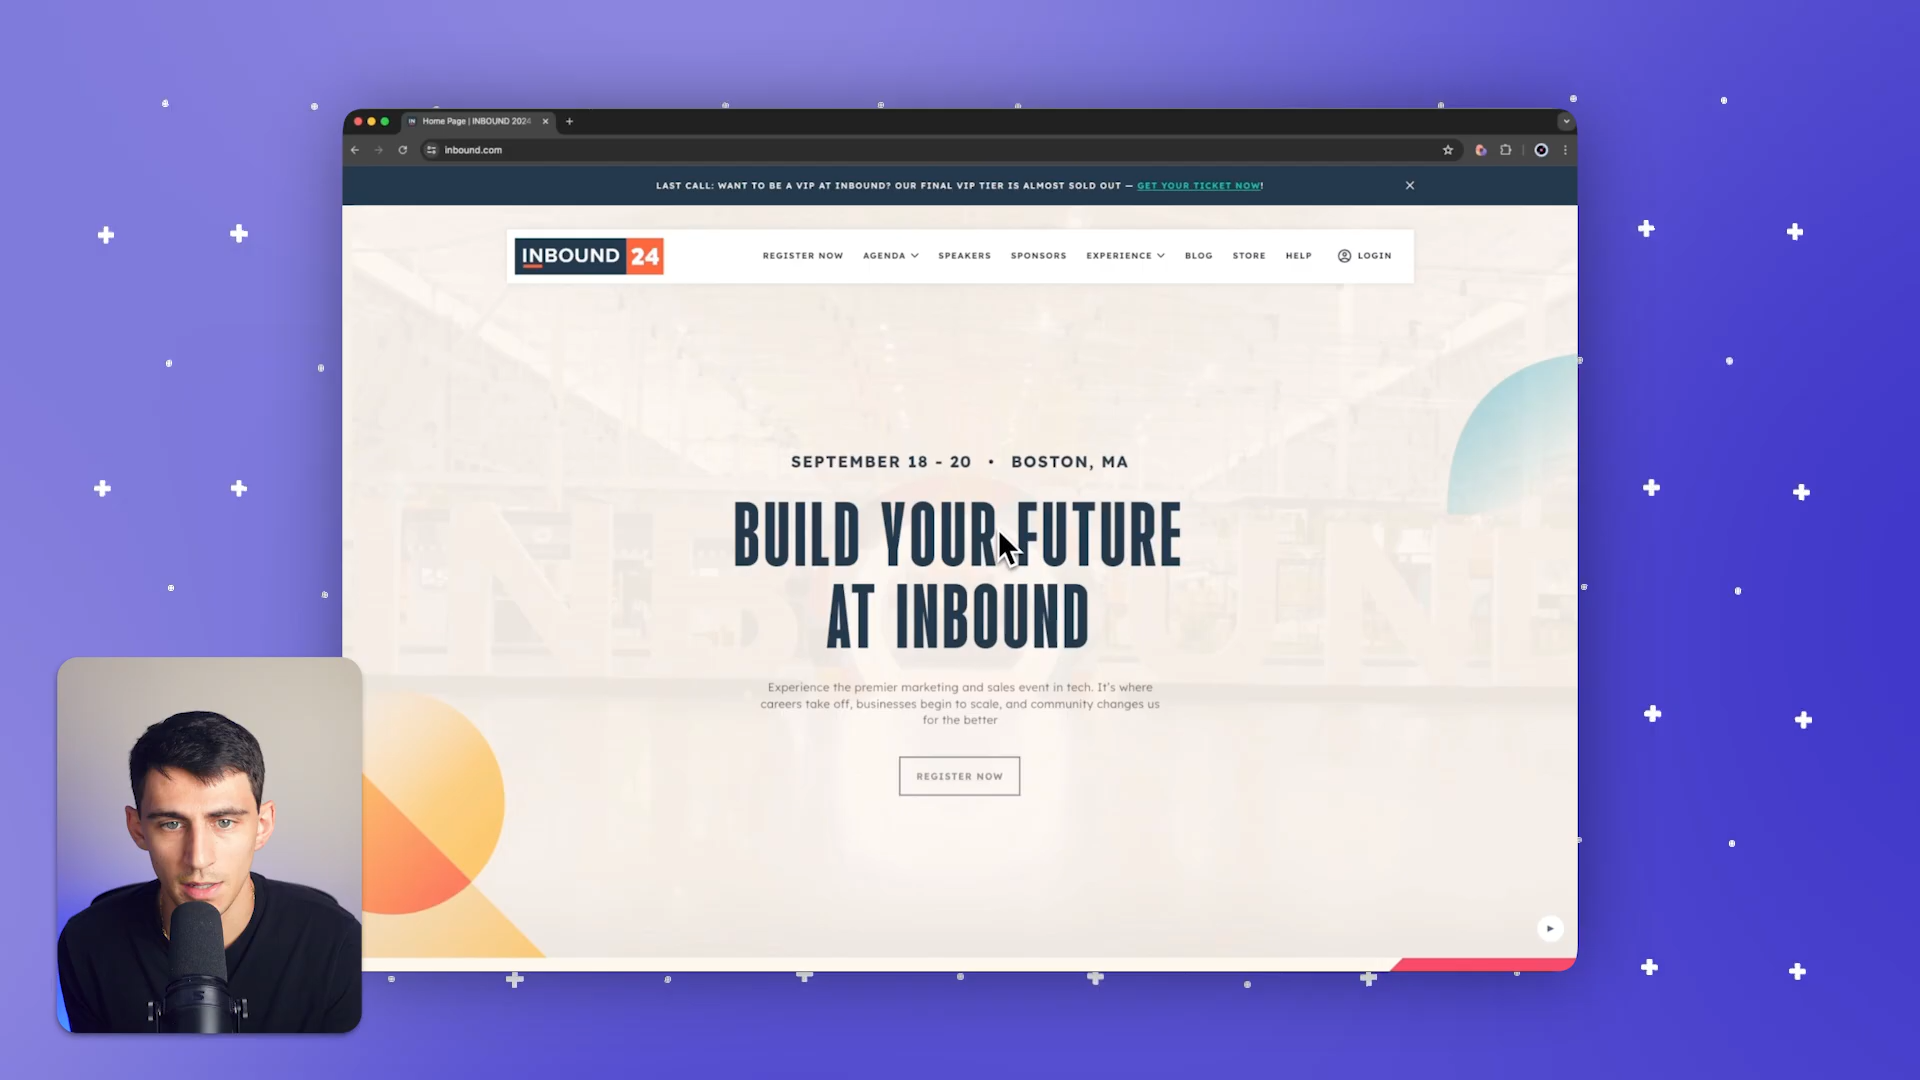 Home Page | INBOUND 2024
inbound.com
LAST CALL: WANT TO BE A VIP AT INBOUND? OUR FINAL VIP TIER IS ALMOST SOLD OUT — GET YOUR TICKET NOW!
INBOUND 24
REGISTER NOW AGENDA SPEAKERS SPONSORS EXPERIENCE BLOG STORE HELP LOGIN
SEPTEMBER 18 - 20 • BOSTON, MA
BUILD YOUR FUTURE
AT INBOUND
Experience the premier marketing and sales event in tech. It's where
careers take off, businesses begin to scale, and community changes us
for the better
REGISTER NOW